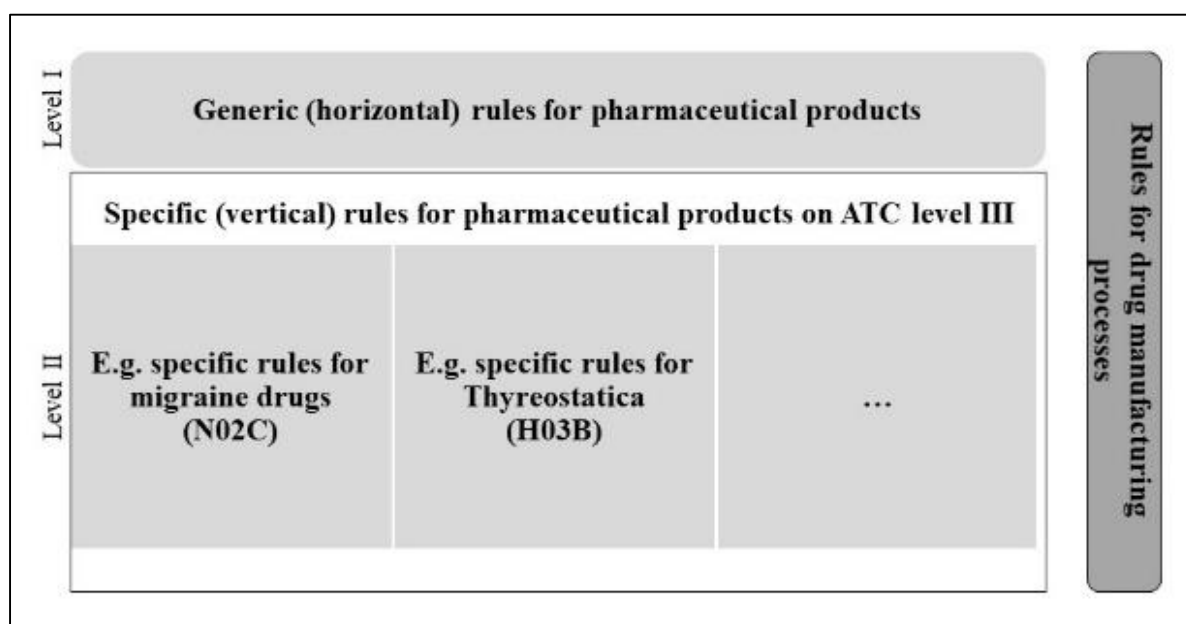 Level I
Generic (horizontal) rules for pharmaceutical products
Level II
Specific (vertical) rules for pharmaceutical products on ATC level III
E.g. specific rules for
migraine drugs
(N02C)
E.g. specific rules for
Thyreostatica
(H03B)
…
Rules for drug manufacturing
processes